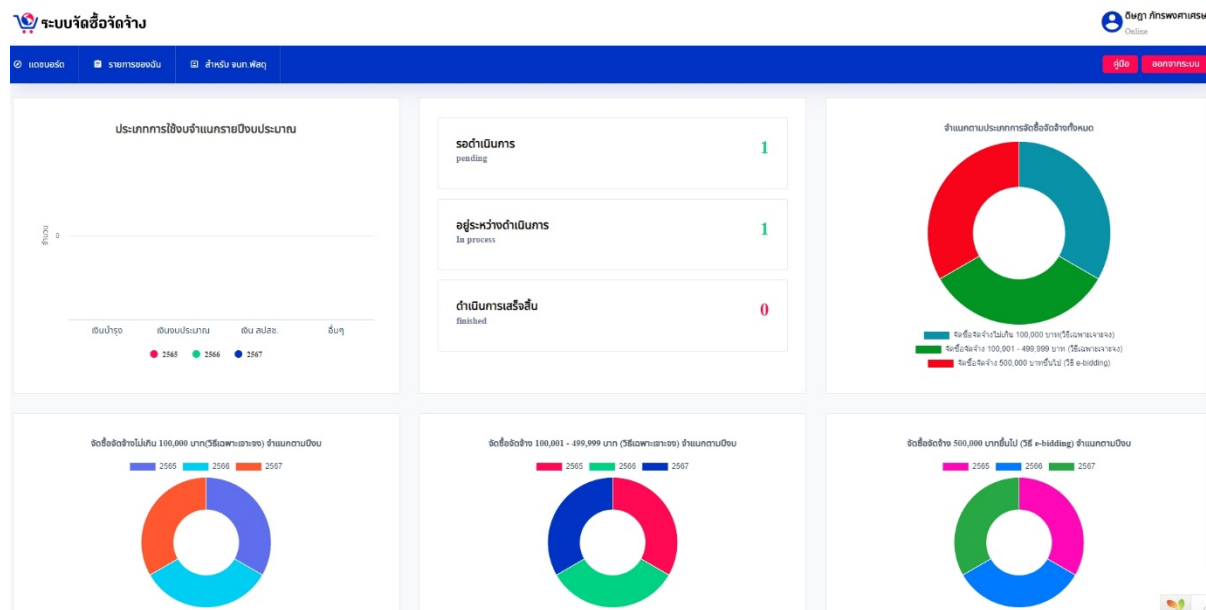 ระบบจัดซื้อจัดจ้าง
ดิษฎา ภัทรพงศาเศรษ
Online
แดชบอร์ด
รายการของฉัน
สำหรับ จนท.พัสดุ
คู่มือ
ออกจากระบบ
ประเภทการใช้งบจำแนกรายปีงบประมาณ
จำนวน
0
เงินบำรุง
เงินงบประมาณ
เงิน สปสช.
อื่นๆ
2565 2566 2567
รอดำเนินการ
pending
1
อยู่ระหว่างดำเนินการ
In process
1
ดำเนินการเสร็จสิ้น
finished
0
จำแนกตามประเภทการจัดซื้อจัดจ้างทั้งหมด
จัดซื้อจัดจ้างไม่เกิน 100,000 บาท(วิธีเฉพาะเจาะจง)
จัดซื้อจัดจ้าง 100,001 - 499,999 บาท (วิธีเฉพาะเจาะจง)
จัดซื้อจัดจ้าง 500,000 บาทขึ้นไป (วิธี e-bidding)
จัดซื้อจัดจ้างไม่เกิน 100,000 บาท(วิธีเฉพาะเจาะจง) จำแนกตามปีงบ
2565 2566 2567
จัดซื้อจัดจ้าง 100,001 - 499,999 บาท (วิธีเฉพาะเจาะจง) จำแนกตามปีงบ
2565 2566 2567
จัดซื้อจัดจ้าง 500,000 บาทขึ้นไป (วิธี e-bidding) จำแนกตามปีงบ
2565 2566 2567